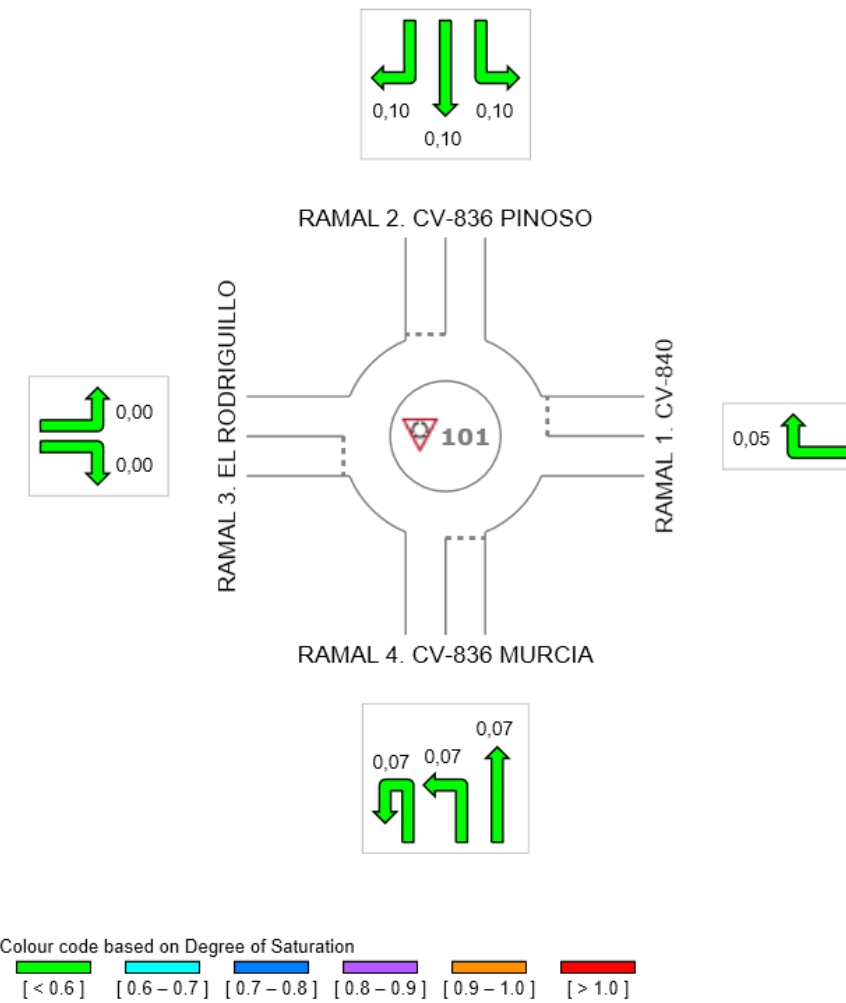 0,10 0,10
0,10
RAMAL 2. CV-836 PINOSO
RAMAL 3. EL RODRIGUILLO
RAMAL 1. CV-840
0,00
0,00
101
0,05
RAMAL 4. CV-836 MURCIA
0,07
0,07 0,07
Colour code based on Degree of Saturation
[ < 0.6 ] [ 0.6 – 0.7 ] [ 0.7 – 0.8 ] [ 0.8 – 0.9 ] [ 0.9 – 1.0 ] [ > 1.0 ]